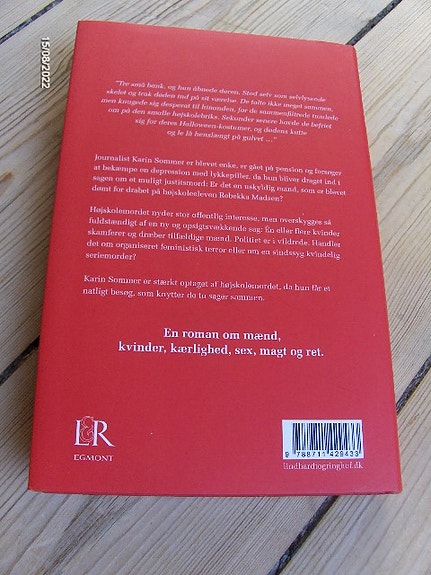 15/08/2022
"Tre små bank, og hun åbnede døren. Stod selv som selvlysende
skelet og trak døden ind på sit værelse. De talte ikke meget sammen,
men knugede sig desperat til hinanden, før de sammenfiltrede tumlede
om på den smalle højskolebriks. Sekunder senere havde de befriet
sig for deres Halloween-kostumer, og dødens kutte
og le lå henslængt på gulvet ..."
Journalist Karin Sommer er blevet enke, er gået på pension og forsøger
at bekæmpe en depression med lykkepiller, da hun bliver draget ind i
sagen om et muligt justitsmord: Er det en uskyldig mand, som er blevet
dømt for drabet på højskoleeleven Rebekka Madsen?
Højskolemordet nyder stor offentlig interesse, men overskygges så
fuldstændigt af en ny og opsigtsvækkende sag: Én eller flere kvinder
skamferer og dræber tilfældige mænd. Politiet er i vildrede. Handler
det om organiseret feministisk terror eller om en sindssyg kvindelig
seriemorder?
Karin Sommer er stærkt optaget af højskolemordet, da hun får et
natligt besøg, som knytter de to sager sammen.
En roman om mænd,
kvinder, kærlighed, sex, magt og ret.
L&R
EGMONT
9 788711 429433
lindhardtogringhof.dk